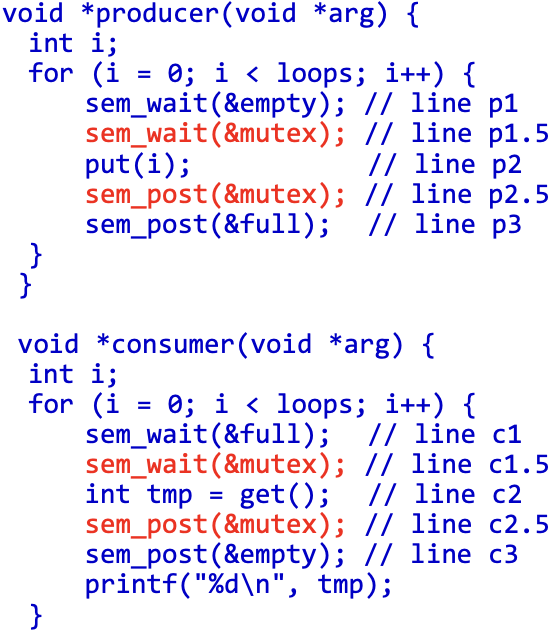 void *producer(void *arg) {
int i;
for (i = 0; i < loops; i++) {
sem_wait(&empty); // line p1
sem_wait(&mutex); // line p1.5
put(i); // line p2
sem_post(&mutex); // line p2.5
sem_post(&full); // line p3
}
}
void *consumer(void *arg) {
int i;
for (i = 0; i < loops; i++) {
sem_wait(&full); // line c1
sem_wait(&mutex); // line c1.5
int tmp = get(); // line c2
sem_post(&mutex); // line c2.5
sem_post(&empty); // line c3
printf("%d\n", tmp);
}